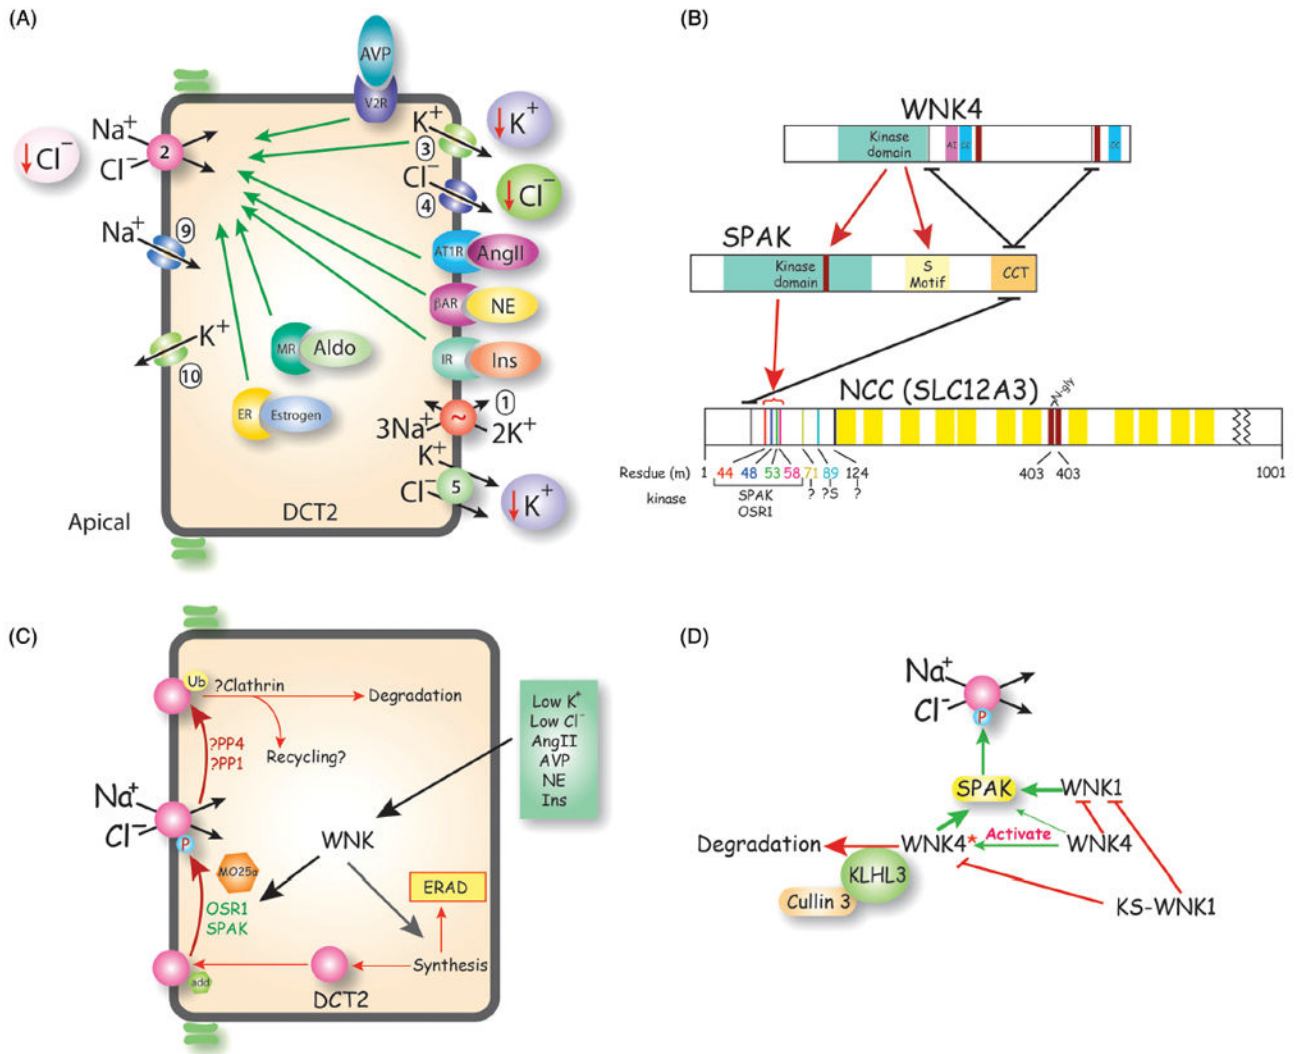 (A)
AVP
V2R
Na+
Cl−
2
↓Cl−
K+
3
↓K+
Cl−
4
↓Cl−
Na+
9
AT1R AngII
βAR NE
IR Ins
K+
10
MR Aldo
ER Estrogen
1
~
3Na+
2K+
K+
Cl−
5
↓K+
Apical
DCT2
(B)
WNK4
Kinase
domain
AI
CC
CC
SPAK
Kinase
domain
S
Motif
CCT
NCC (SLC12A3)
N-gly
Resdue (m) 1 44 48 53 58 71 89 124 403 403 1001
kinase
SPAK
OSR1
?
?S
?
(C)
Ub
?Clathrin
Degradation
Recycling?
?PP4
?PP1
Na+
Cl−
P
MO25α
OSR1
SPAK
WNK
ERAD
Synthesis
add
DCT2
Low K+
Low Cl−
AngII
AVP
NE
Ins
(D)
Na+
Cl−
P
SPAK
WNK1
Activate
Degradation
WNK4*
WNK4
KLHL3
Cullin 3
KS-WNK1